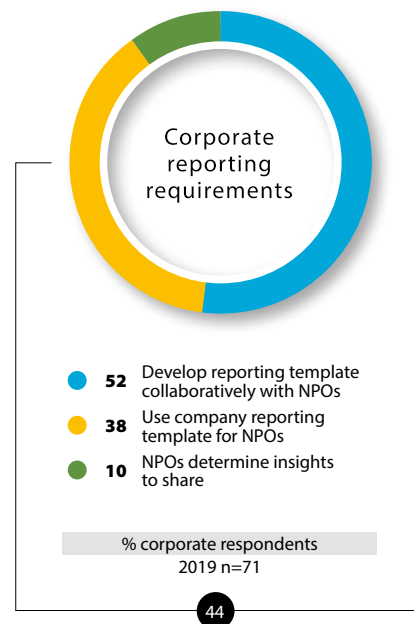 Corporate
reporting
requirements
52 Develop reporting template
collaboratively with NPOs
38 Use company reporting
template for NPOs
10 NPOs determine insights
to share
% corporate respondents
2019 n=71
44